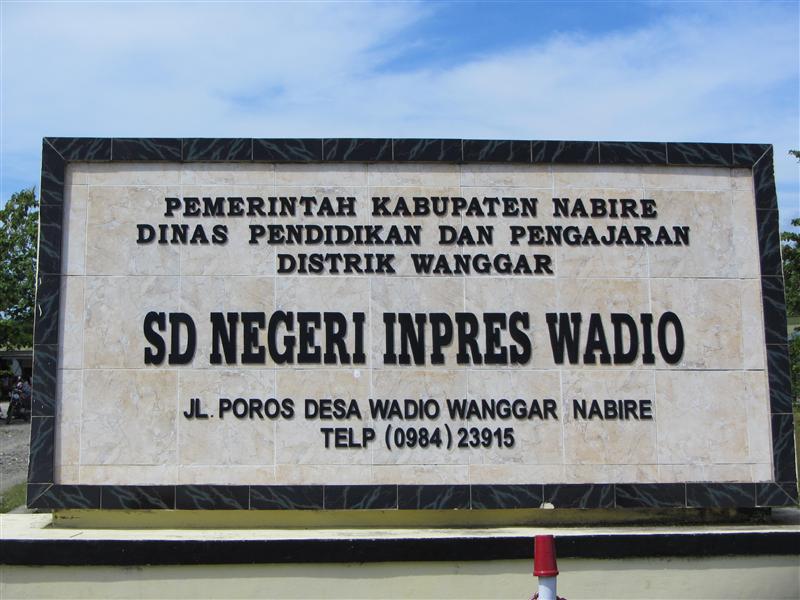 PEMERINTAH KABUPATEN NABIRE
DINAS PENDIDIKAN DAN PENGAJARAN
DISTRIK WANGGAR
SD NEGERI INPRES WADIO
JL. POROS DESA WADIO WANGGAR NABIRE
TELP (0984) 23915